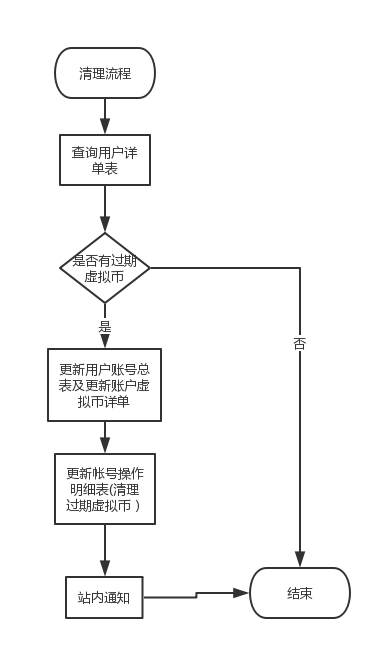 清理流程
查询用户详
单表
是否有过期
虚拟币
是
否
更新用户账号总
表及更新账户虚
拟币详单
更新帐号操作
明细表(清理
过期虚拟币 ）
站内通知
结束